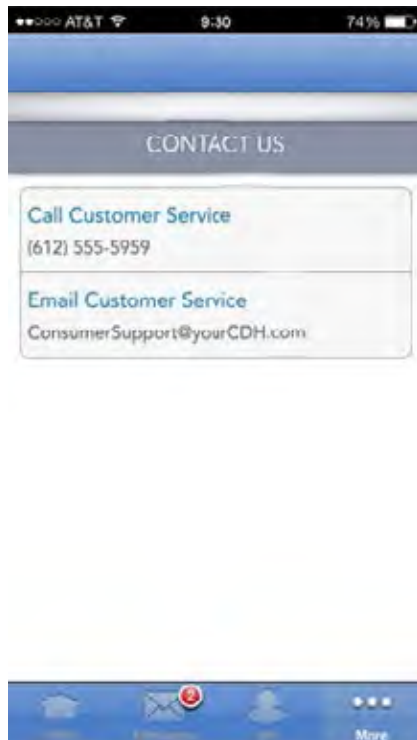 AT&T 9:30 74%
CONTACT US
Call Customer Service
(612) 555-5959
Email Customer Service
ConsumerSupport@yourCDH.com
2
More